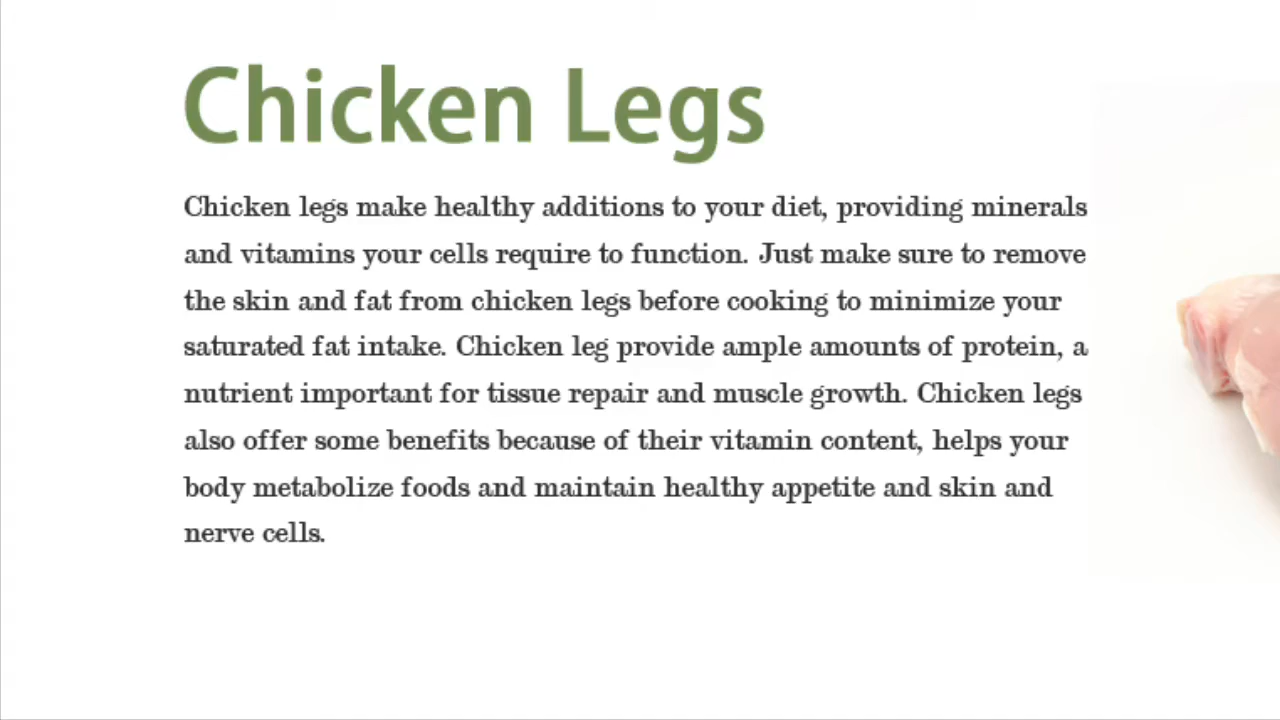 Chicken Legs
Chicken legs make healthy additions to your diet, providing minerals
and vitamins your cells require to function. Just make sure to remove
the skin and fat from chicken legs before cooking to minimize your
saturated fat intake. Chicken leg provide ample amounts of protein, a
nutrient important for tissue repair and muscle growth. Chicken legs
also offer some benefits because of their vitamin content, helps your
body metabolize foods and maintain healthy appetite and skin and
nerve cells.